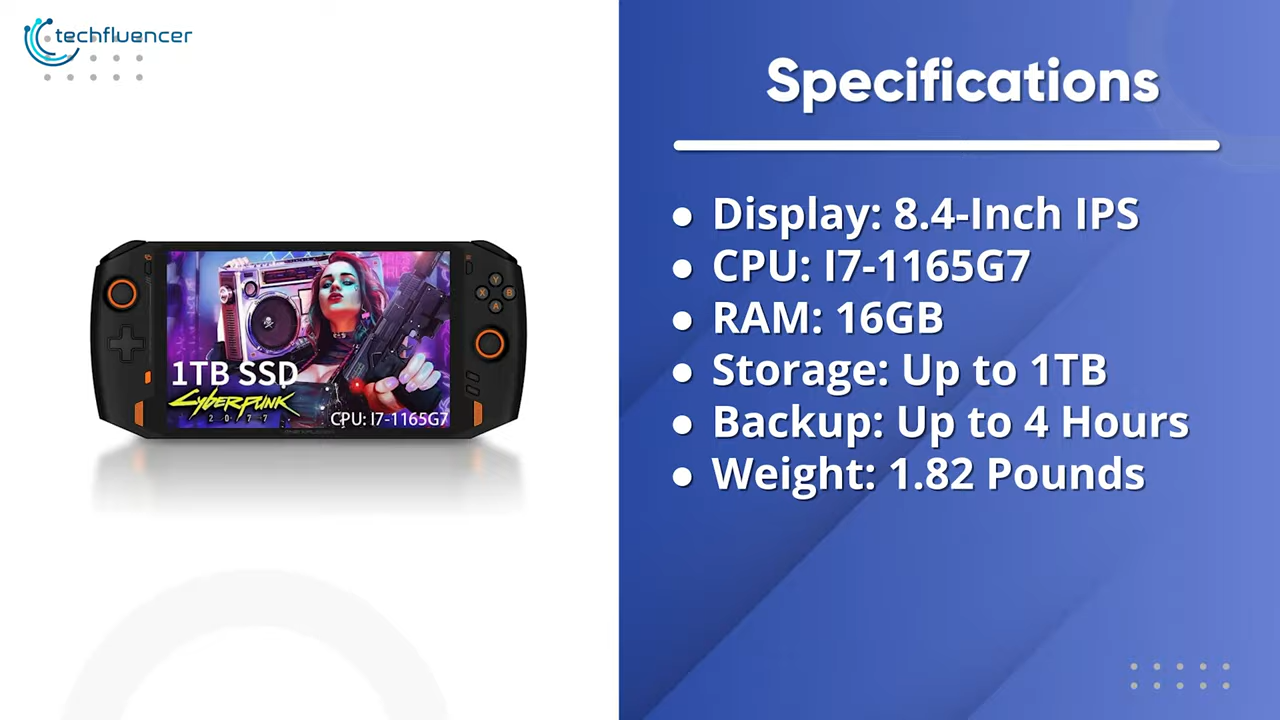 techfluencer
Specifications
• Display: 8.4-Inch IPS
• CPU: I7-1165G7
• RAM: 16GB
• Storage: Up to 1TB
• Backup: Up to 4 Hours
• Weight: 1.82 Pounds
1TB SSD
Cyberpunk
2077
CPU: I7-1165G7
Y
X B
A